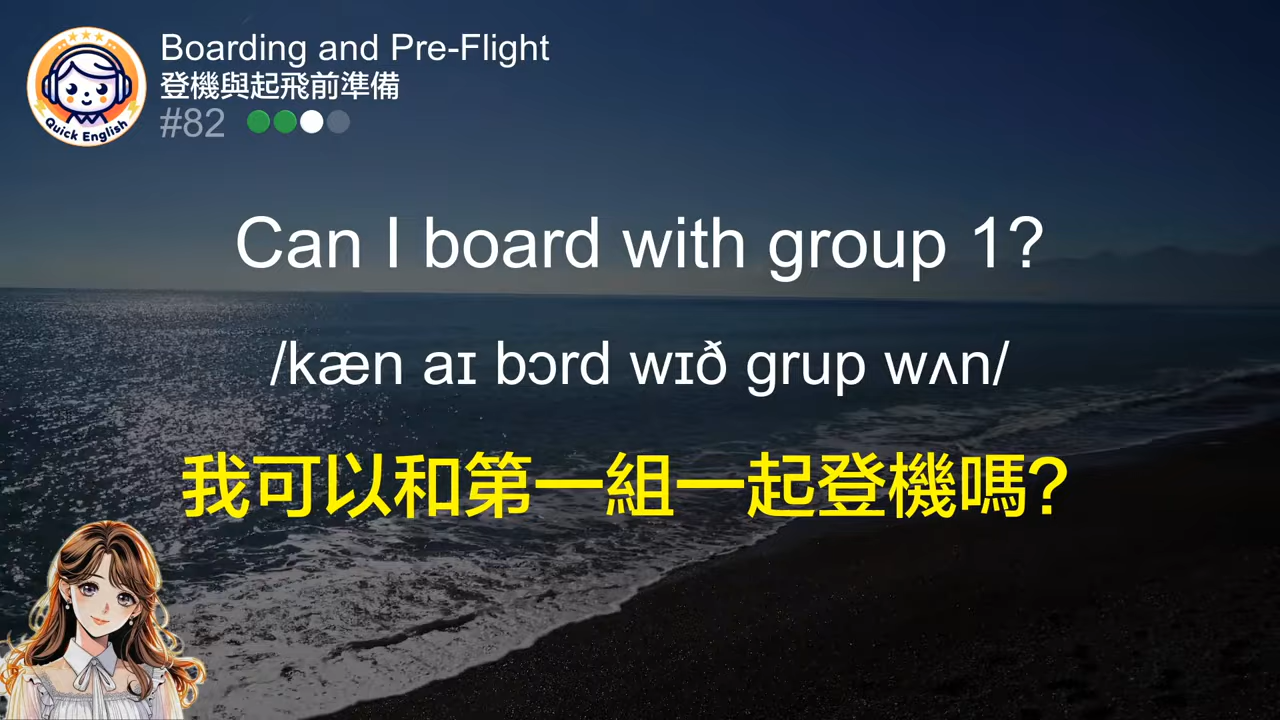 Boarding and Pre-Flight
登機與起飛前準備
#82
Quick English
Can I board with group 1?
/kæn aɪ bɔrd wɪð grup wʌn/
我可以和第一組一起登機嗎?